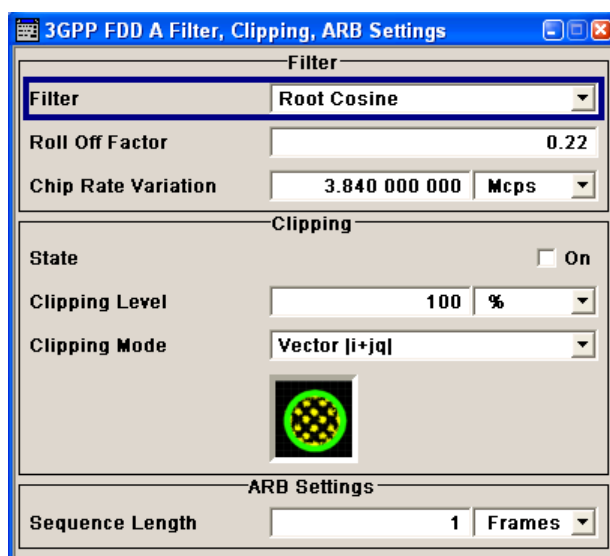 3GPP FDD A Filter, Clipping, ARB Settings
Filter
Filter Root Cosine
Roll Off Factor 0.22
Chip Rate Variation 3.840 000 000 Mcps
Clipping
State On
Clipping Level 100 %
Clipping Mode Vector |i+jq|
ARB Settings
Sequence Length 1 Frames